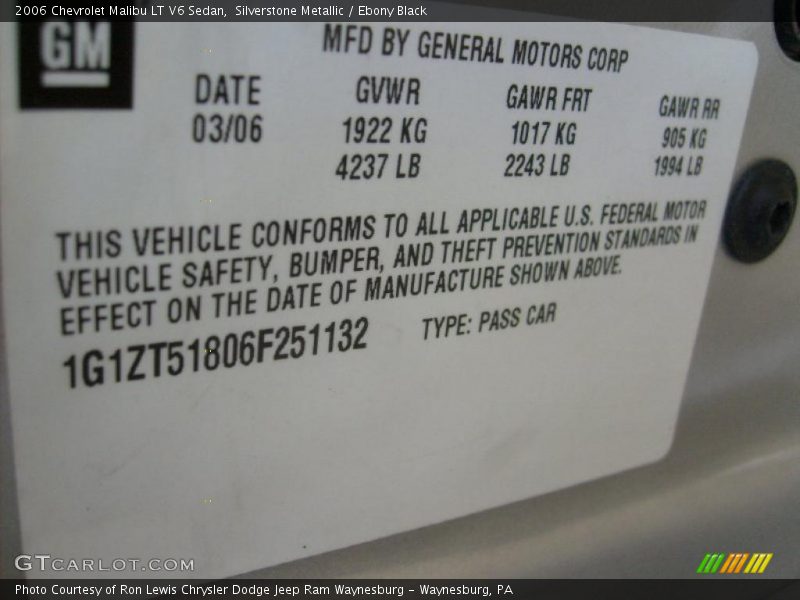 2006 Chevrolet Malibu LT V6 Sedan,  Silverstone Metallic / Ebony Black
GM
MFD BY GENERAL MOTORS CORP
DATE GVWR GAWR FRT GAWR RR
03/06 1922 KG 1017 KG 905 KG
4237 LB 2243 LB 1994 LB
THIS VEHICLE CONFORMS TO ALL APPLICABLE U.S. FEDERAL MOTOR
VEHICLE SAFETY, BUMPER, AND THEFT PREVENTION STANDARDS IN
EFFECT ON THE DATE OF MANUFACTURE SHOWN ABOVE.
1G1ZT51806F251132 TYPE: PASS CAR
GTCARLOT.COM
Photo Courtesy of Ron Lewis Chrysler Dodge Jeep Ram Waynesburg – Waynesburg, PA